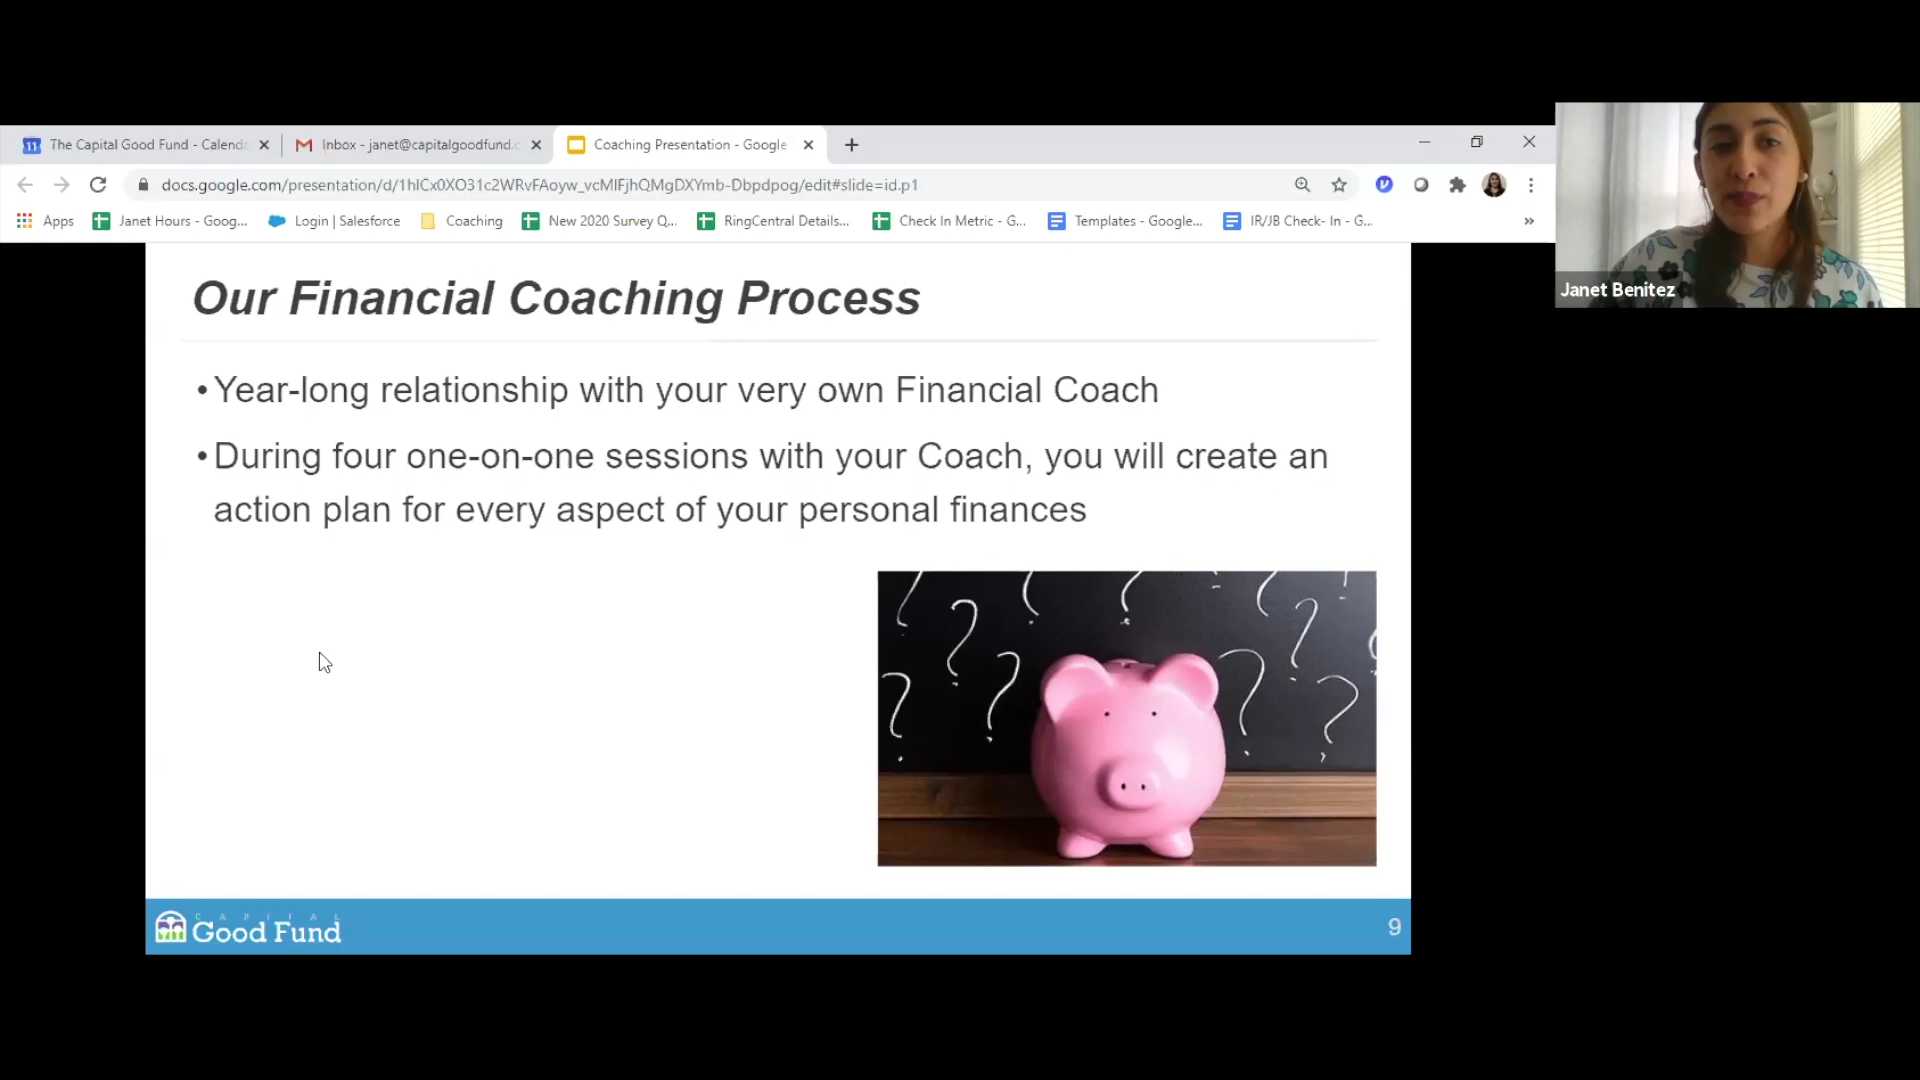 The Capital Good Fund - Calend
Inbox - janet@capitalgoodfund.c
Coaching Presentation - Google
docs.google.com/presentation/d/1hlCx0XO31c2WRvFAoyw_vcMlFjhQMgDXYmb-Dbpdpog/edit#slide=id.p1
Apps
Janet Hours - Goog...
Login | Salesforce
Coaching
New 2020 Survey Q...
RingCentral Details...
Check In Metric - G...
Templates - Google...
IR/JB Check- In - G...
Janet Benitez
Our Financial Coaching Process
•Year-long relationship with your very own Financial Coach
•During four one-on-one sessions with your Coach, you will create an
action plan for every aspect of your personal finances
? ? ? ? ? ? ? ? ? ?
CAPITAL
Good Fund
9